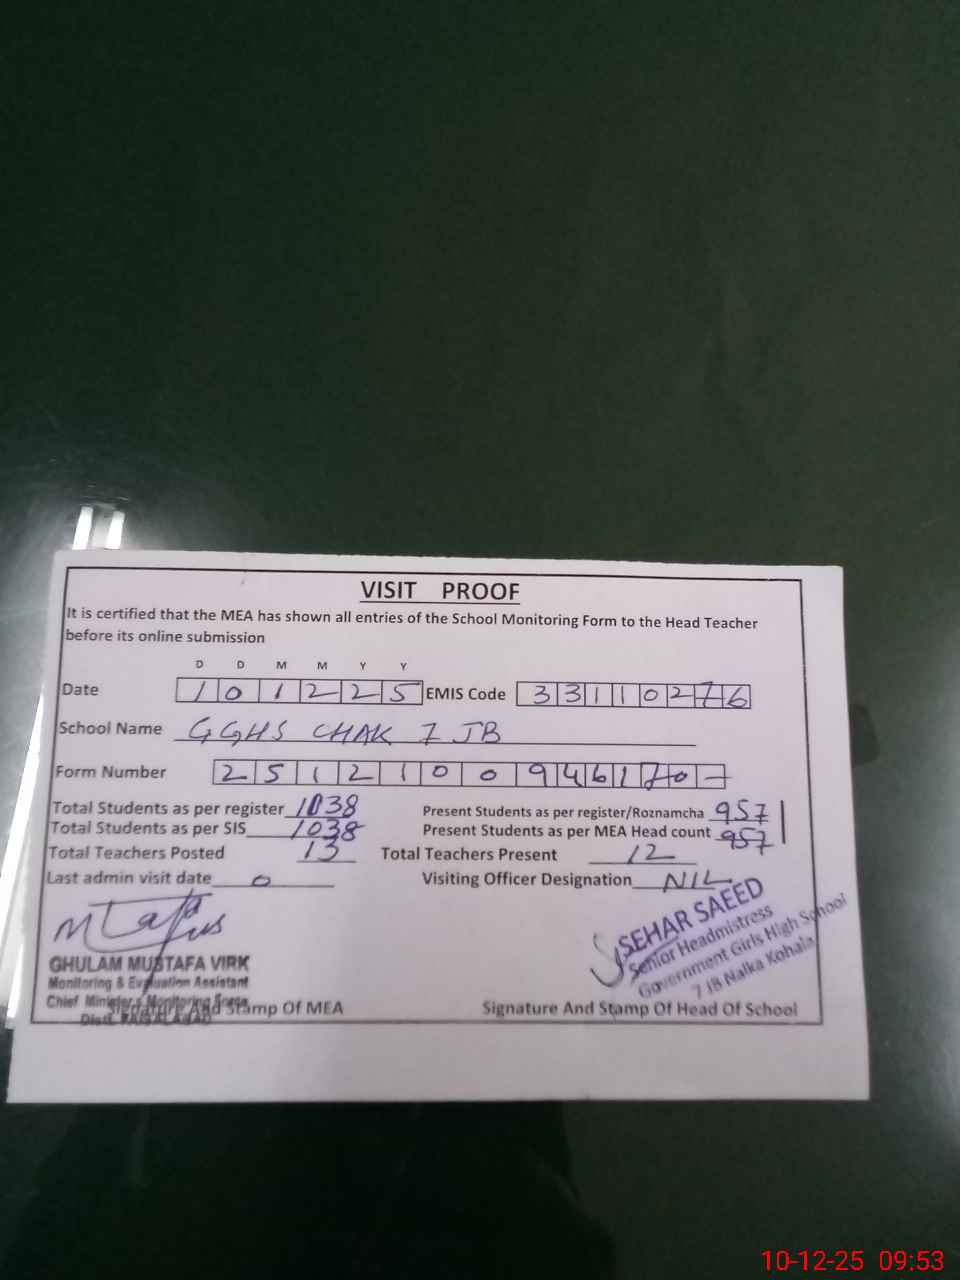 VISIT PROOF
It is certified that the MEA has shown all entries of the School Monitoring Form to the Head Teacher
before its online submission
D D M M Y Y
Date 1 0 1 2 2 5 EMIS Code 3 3 1 1 0 2 7 6
School Name GGHS CHAK 7 JB
Form Number 2 5 1 2 1 0 0 9 4 6 1 7 0 -
Total Students as per register 1038 Present Students as per register/Roznamcha 957
Total Students as per SIS 1038 Present Students as per MEA Head count 957
Total Teachers Posted 13 Total Teachers Present 12
Last admin visit date 0 Visiting Officer Designation NIL
GHULAM MUSTAFA VIRK
Monitoring & Evaluation Assistant
Chief Minister's Monitoring Force
Distt. FAISALABAD
Signature And Stamp Of MEA
SEHAR SAEED
Senior Headmistress
Government Girls High School
7 JB Nalka Kohala
Signature And Stamp Of Head Of School
10-12-25 09:53